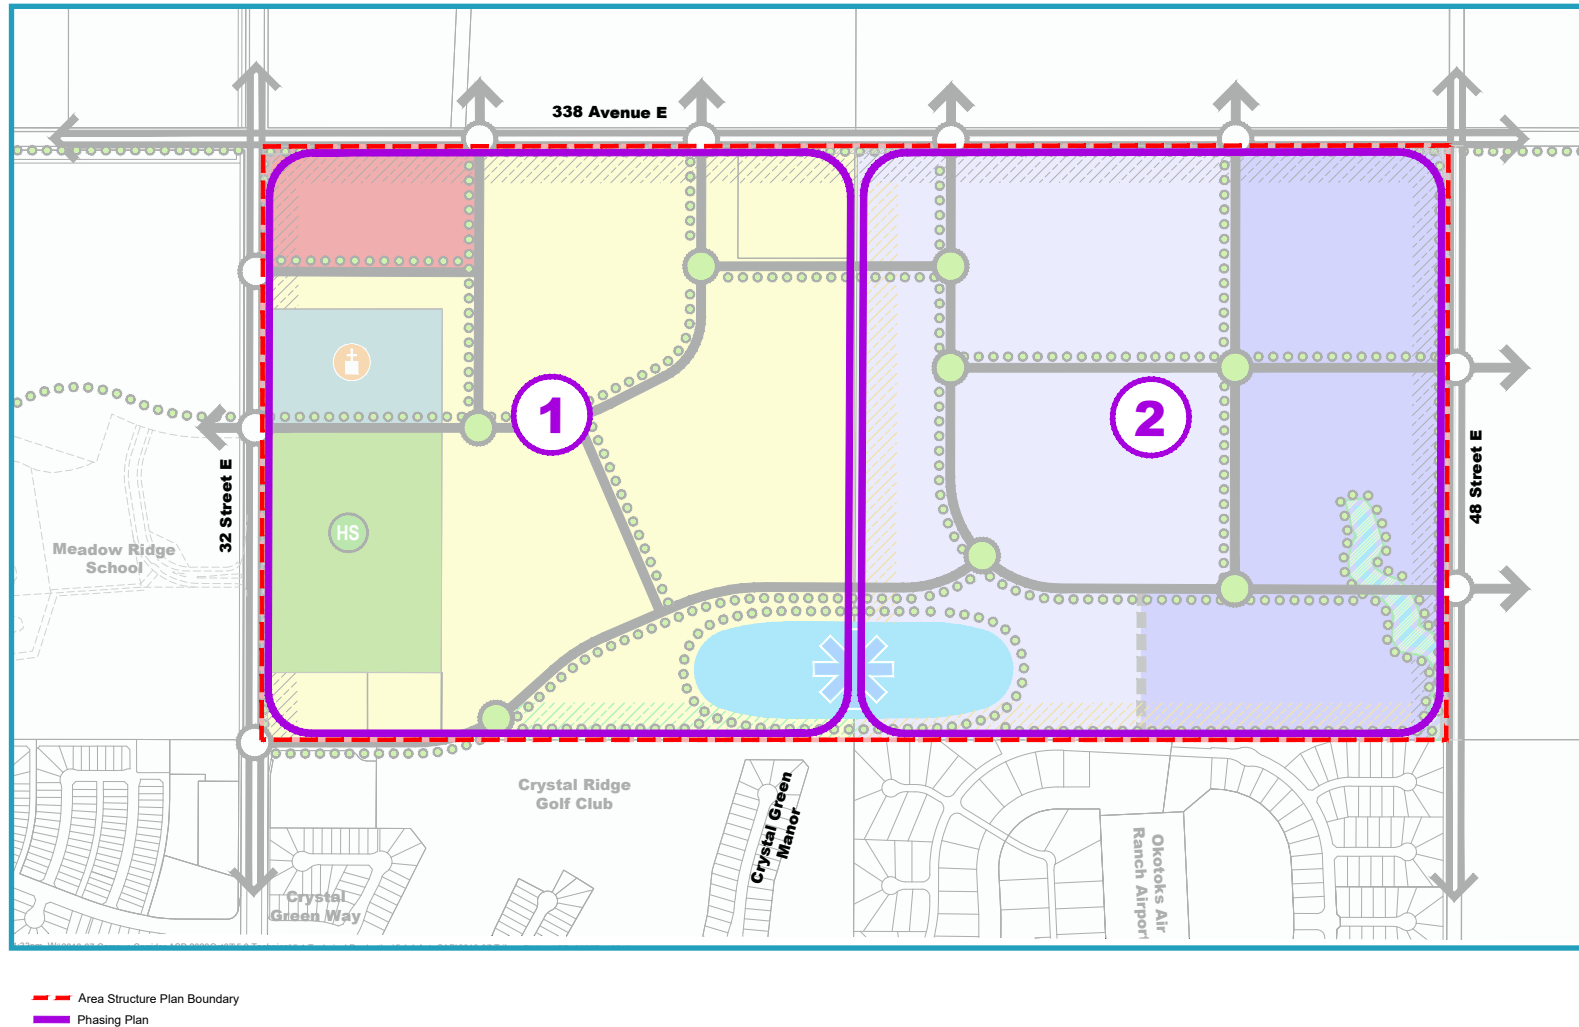 338 Avenue E
1
2
HS
32 Street E
48 Street E
Meadow Ridge
School
Crystal Ridge
Golf Club
Crystal Green
Manor
Okotoks Air
Ranch Airport
Crystal
Green Way
Area Structure Plan Boundary
Phasing Plan